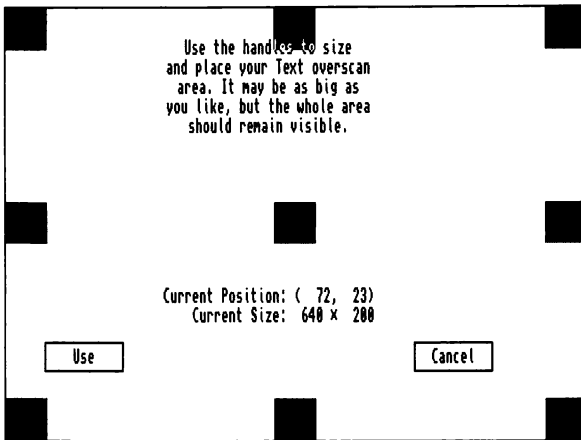 Use the handles to size
and place your Text overscan
area. It may be as big as
you like, but the whole area
should remain visible.
Current Position: ( 72, 23)
Current Size: 640 × 200
Use
Cancel